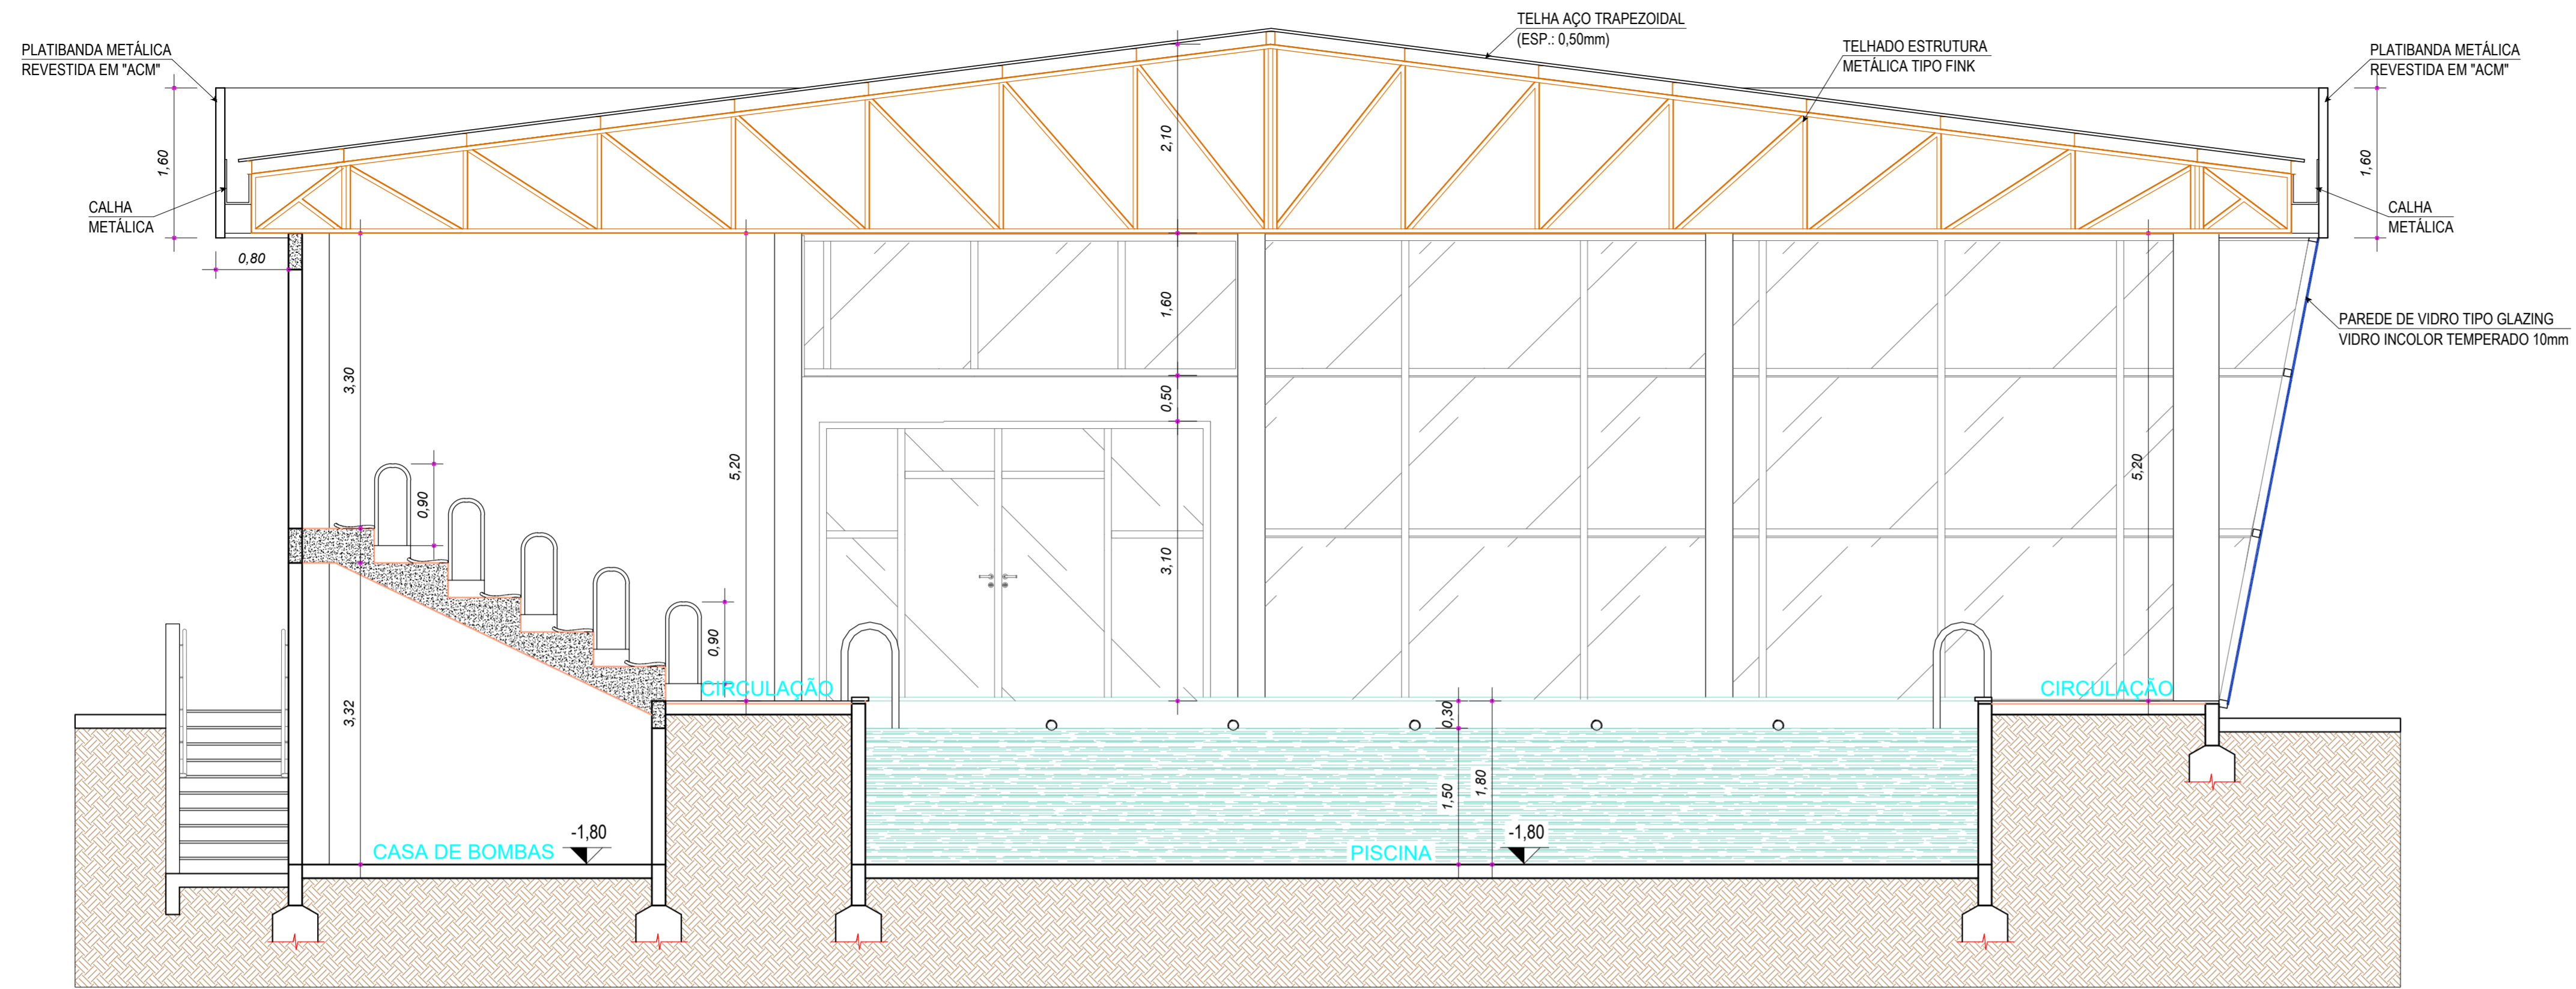 TELHA AÇO TRAPEZOIDAL
(ESP.: 0,50mm)
PLATIBANDA METÁLICA
REVESTIDA EM "ACM"
TELHADO ESTRUTURA
METÁLICA TIPO FINK
PLATIBANDA METÁLICA
REVESTIDA EM "ACM"
2,10
1,60
1,60
CALHA
METÁLICA
CALHA
METÁLICA
0,80
1,60
PAREDE DE VIDRO TIPO GLAZING
VIDRO INCOLOR TEMPERADO 10mm
3,30
0,50
5,20
5,20
0,90
3,10
0,90
CIRCULAÇÃO
CIRCULAÇÃO
3,32
0,30
1,50
1,80
-1,80
-1,80
CASA DE BOMBAS
PISCINA